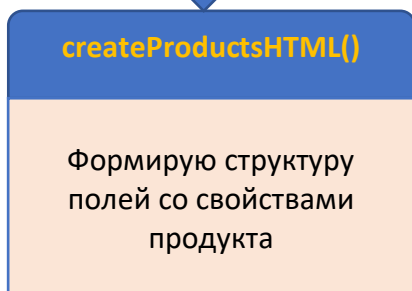 createProductsHTML()
Формирую структуру
полей со свойствами
продукта